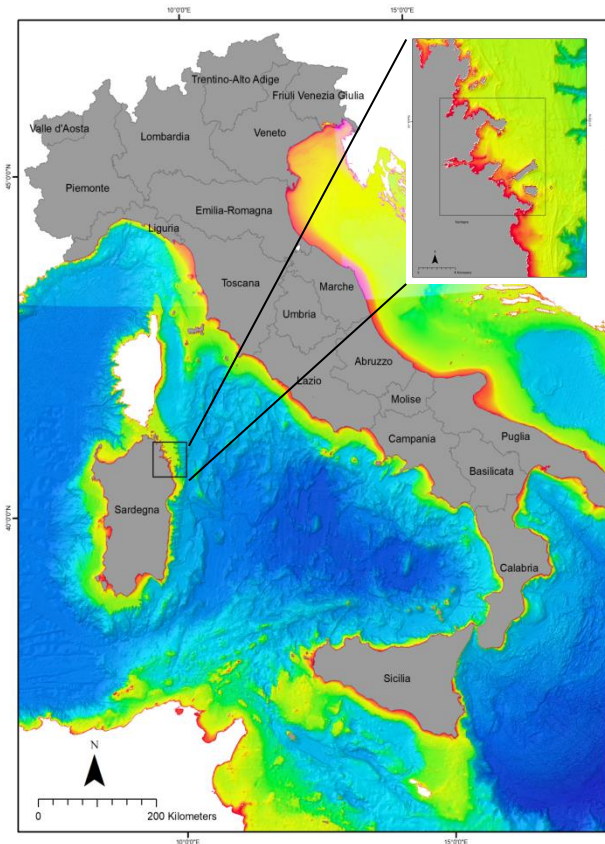 10°0'0"E
15°0'0"E
Trentino-Alto Adige
Friuli Venezia Giulia
Valle d'Aosta
Lombardia
Veneto
45°0'0"N
Piemonte
Emilia-Romagna
Liguria
Toscana
Marche
Umbria
Abruzzo
Lazio
Molise
Campania
Puglia
Basilicata
Sardegna
40°0'0"N
Calabria
Sicilia
N
0
200 Kilometers
10°0'0"E
15°0'0"E